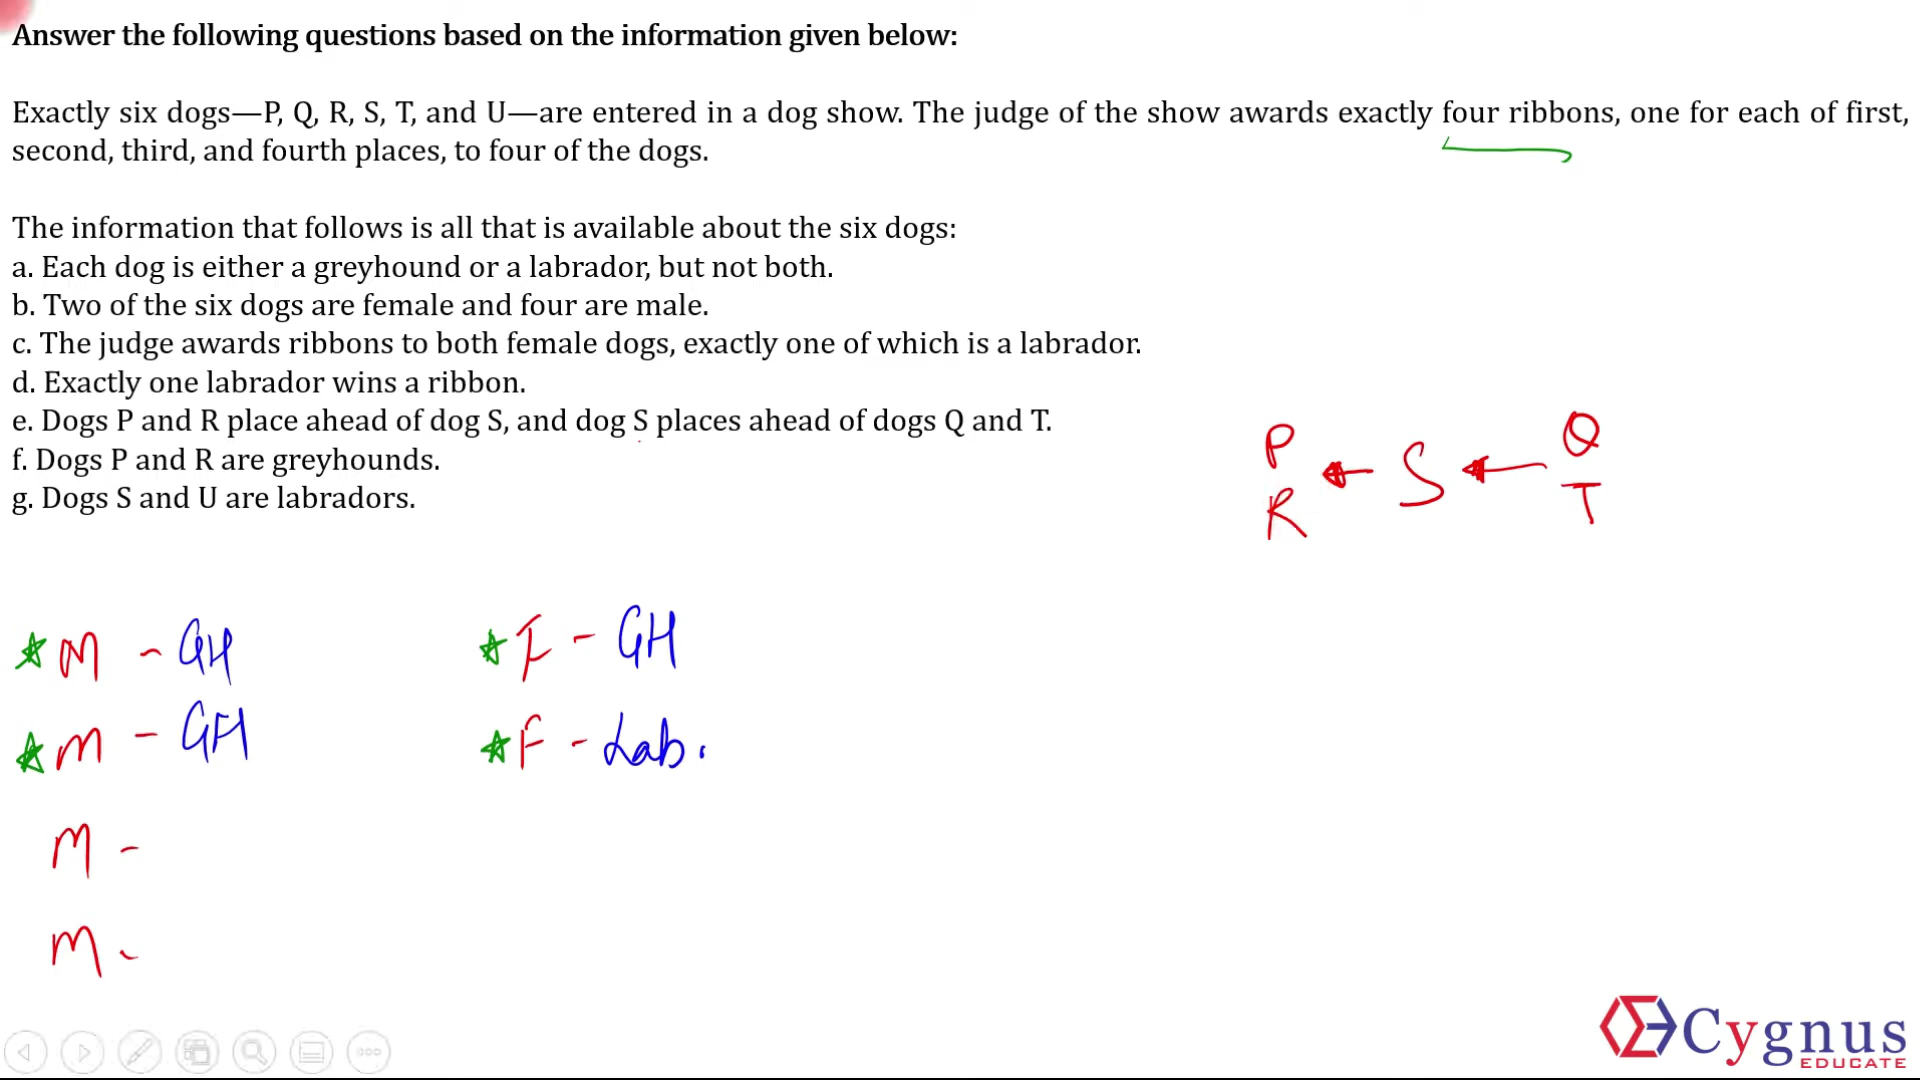 Answer the following questions based on the information given below:
Exactly six dogs—P, Q, R, S, T, and U—are entered in a dog show. The judge of the show awards exactly four ribbons, one for each of first,
second, third, and fourth places, to four of the dogs.
The information that follows is all that is available about the six dogs:
a. Each dog is either a greyhound or a labrador, but not both.
b. Two of the six dogs are female and four are male.
c. The judge awards ribbons to both female dogs, exactly one of which is a labrador.
d. Exactly one labrador wins a ribbon.
e. Dogs P and R place ahead of dog S, and dog S places ahead of dogs Q and T.
f. Dogs P and R are greyhounds.
g. Dogs S and U are labradors.
P Q
S
R T
M - GH F - GH
M - GH F - Lab.
M -
M -
Cygnus
EDUCATE